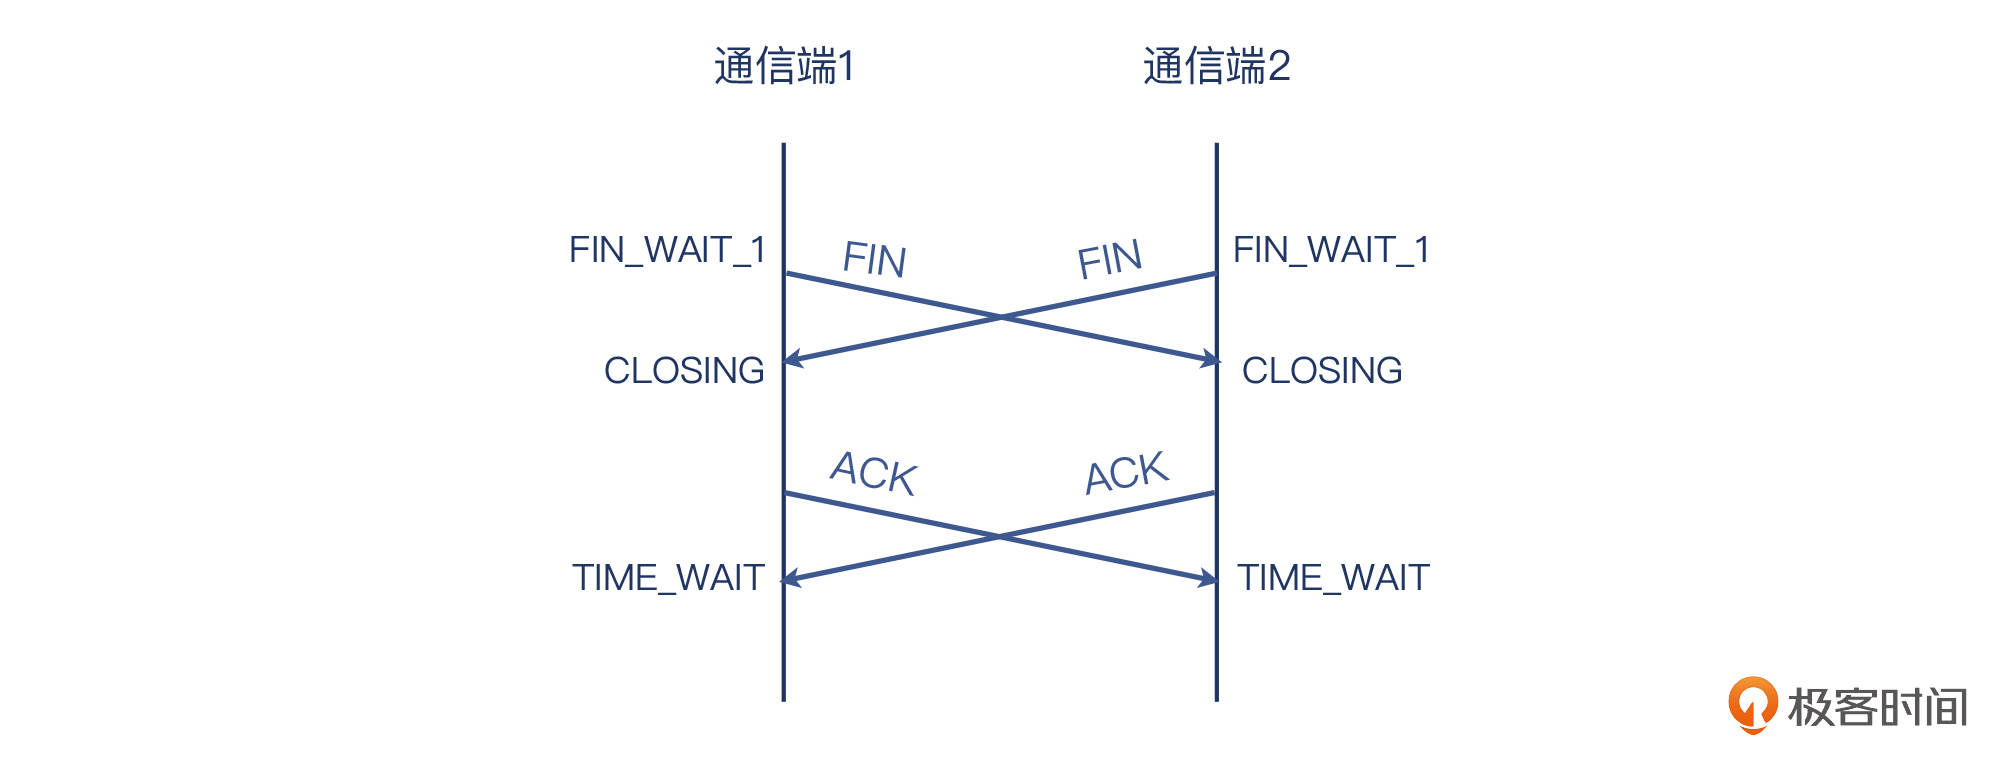 通信端1
通信端2
FIN_WAIT_1
FIN
FIN
FIN_WAIT_1
CLOSING
CLOSING
ACK
ACK
TIME_WAIT
TIME_WAIT
极客时间